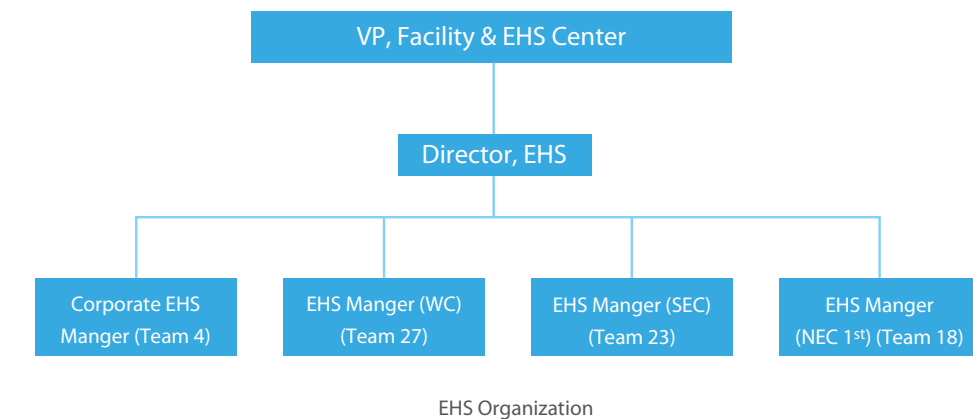 VP, Facility & EHS Center
Director, EHS
Corporate EHS
Manger (Team 4)
EHS Manger (WC)
(Team 27)
EHS Manger (SEC)
(Team 23)
EHS Manger
(NEC 1st) (Team 18)
EHS Organization